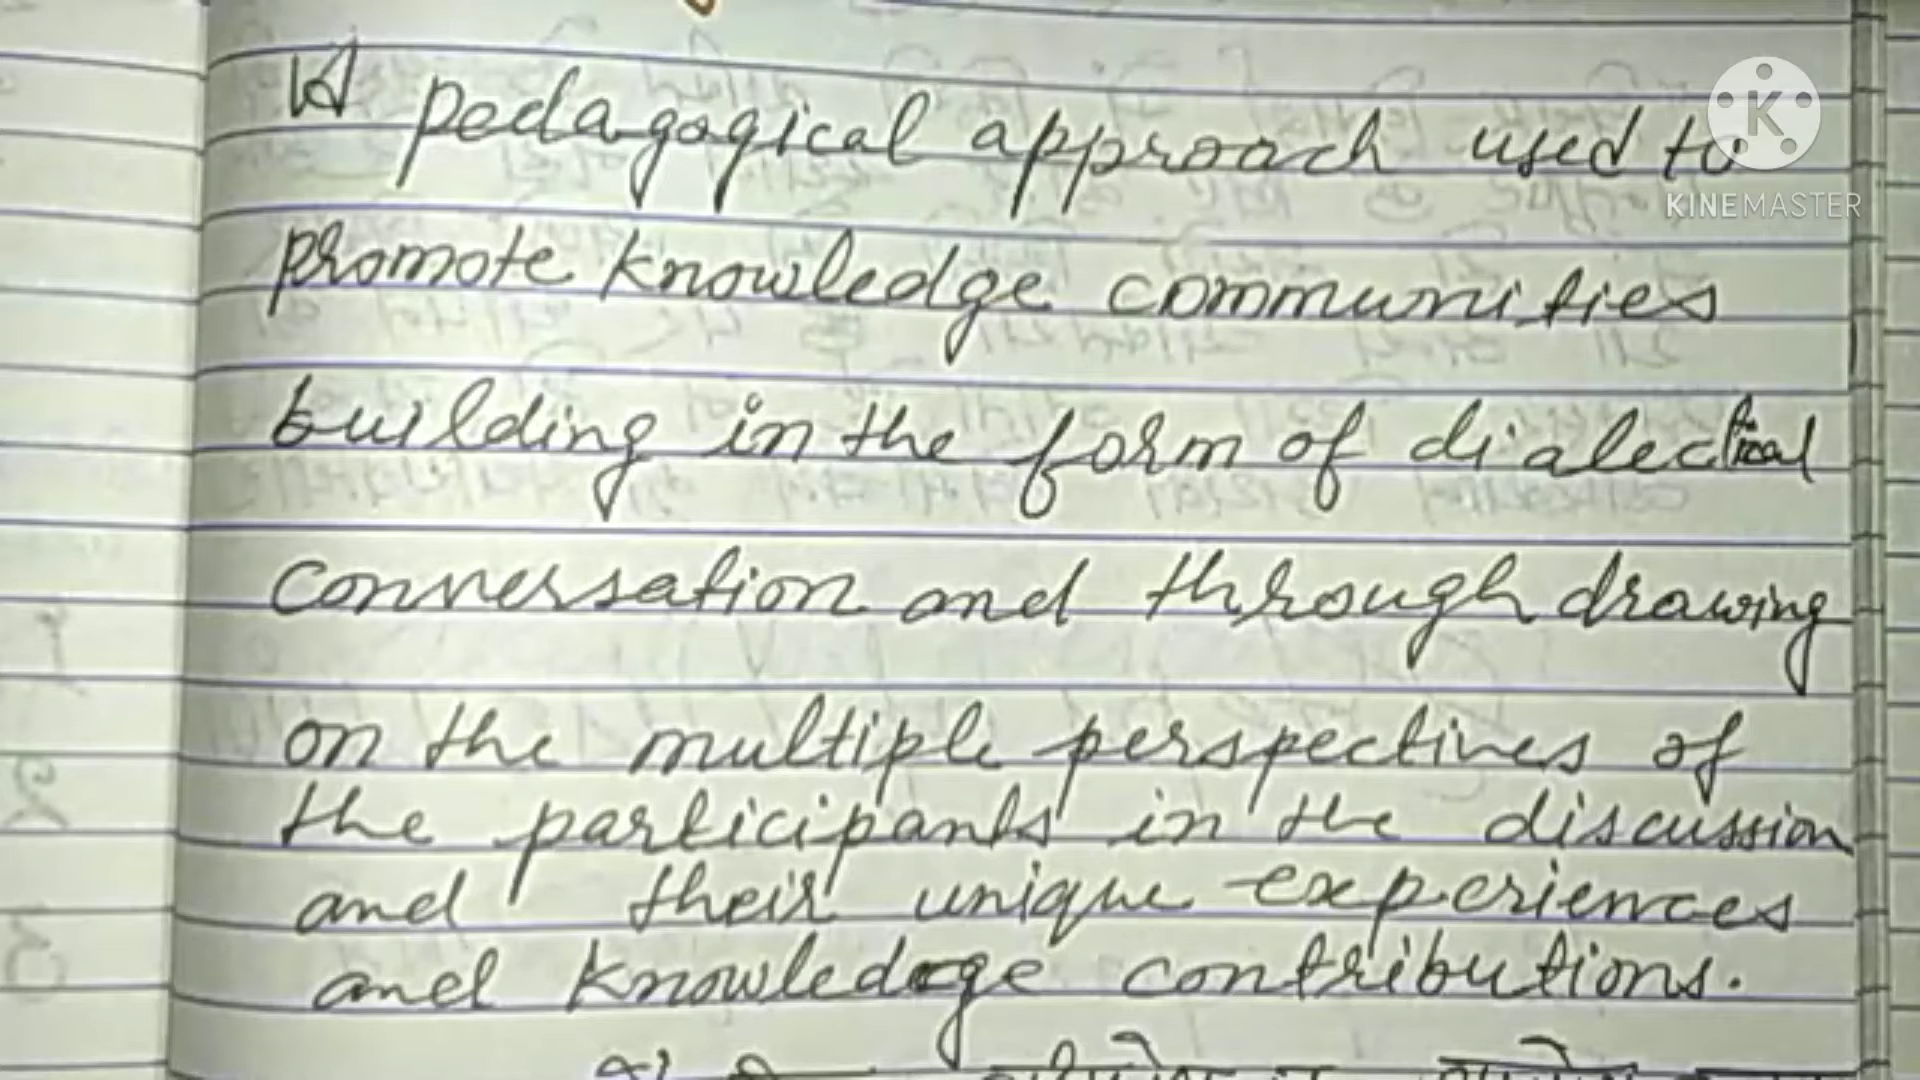 A pedagogical approach used to
promote knowledge communities
building in the form of dialectical
conversation and through drawing
on the multiple perspectives of
the participants in the discussion
and their unique experiences
and knowledge contributions.
K
KINEMASTER